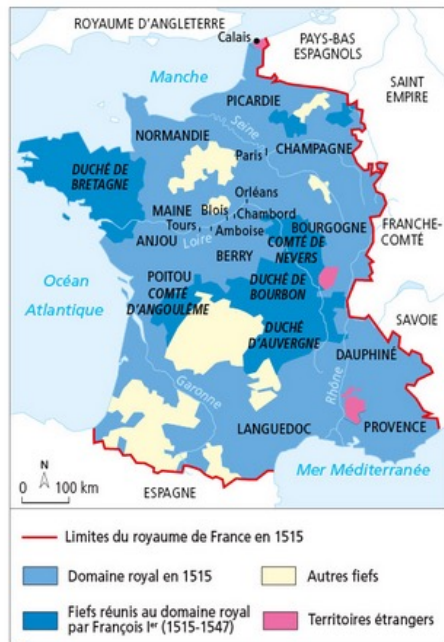 ROYAUME D'ANGLETERRE
Calais
PAYS-BAS
ESPAGNOLS
Manche
SAINT
EMPIRE
PICARDIE
NORMANDIE
Seine
Paris
CHAMPAGNE
DUCHÉ DE
BRETAGNE
Orléans
MAINE
Blois
Chambord
Tours
Amboise
BOURGOGNE
FRANCHE-
COMTÉ
ANJOU
Loire
COMTÉ DE
NEVERS
BERRY
Océan
Atlantique
POITOU
COMTÉ
D'ANGOULÊME
DUCHÉ DE
BOURBON
SAVOIE
DUCHÉ
D'AUVERGNE
DAUPHINÉ
Garonne
Rhône
LANGUEDOC
PROVENCE
N
0 100 km
Mer Méditerranée
ESPAGNE
Limites du royaume de France en 1515
Domaine royal en 1515
Autres fiefs
Fiefs réunis au domaine royal
par François Ier (1515-1547)
Territoires étrangers